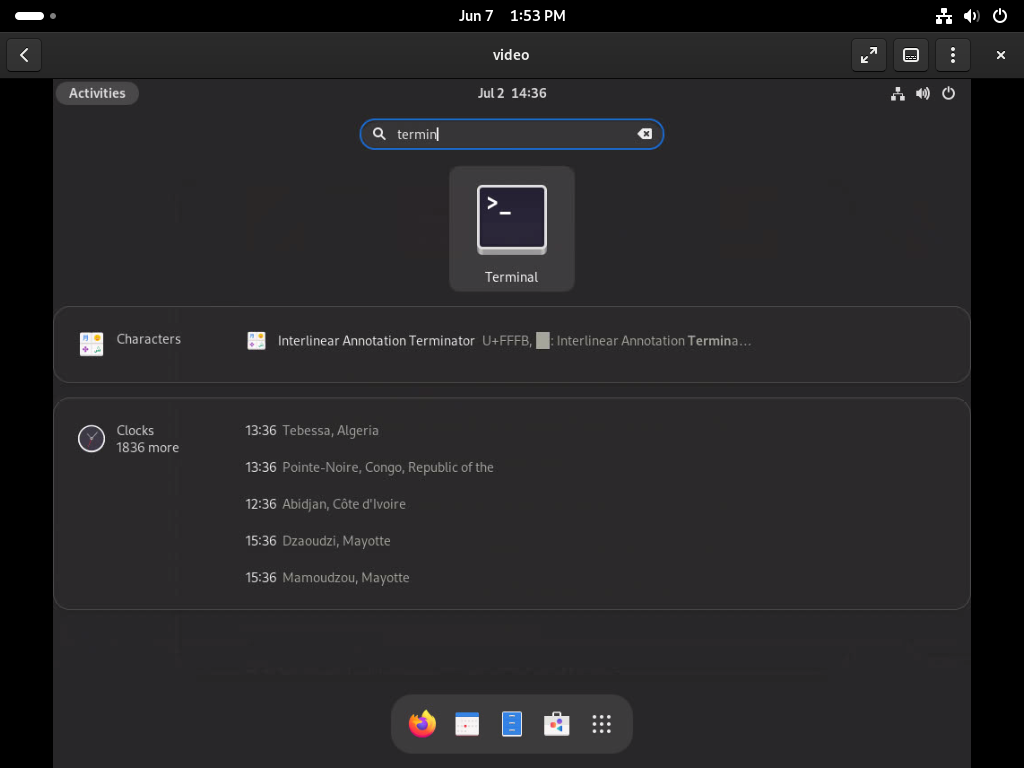 Jun 7 1:53 PM
video
Activities
Jul 2 14:36
termin
>_
Terminal
Characters
Interlinear Annotation Terminator U+FFFB, : Interlinear Annotation Termina…
Clocks
1836 more
13:36 Tebessa, Algeria
13:36 Pointe-Noire, Congo, Republic of the
12:36 Abidjan, Côte d'Ivoire
15:36 Dzaoudzi, Mayotte
15:36 Mamoudzou, Mayotte